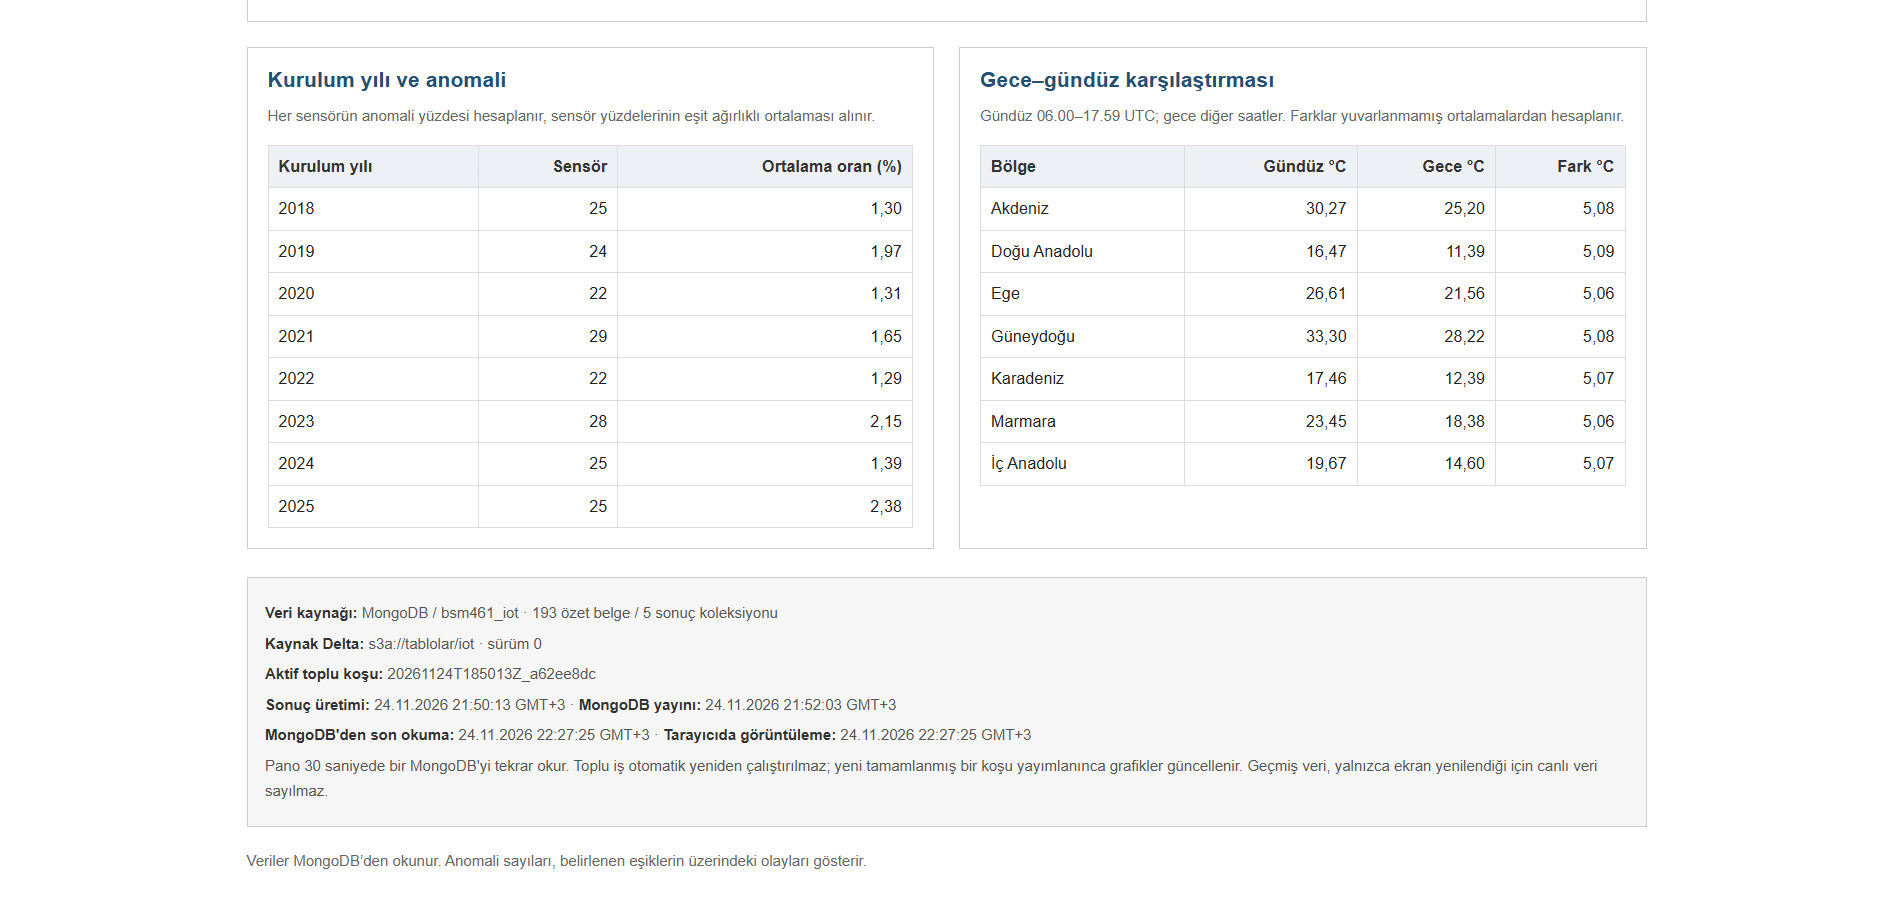 Kurulum yılı ve anomali
Her sensörün anomali yüzdesi hesaplanır, sensör yüzdelerinin eşit ağırlıklı ortalaması alınır.
Kurulum yılı Sensör Ortalama oran (%)
2018 25 1,30
2019 24 1,97
2020 22 1,31
2021 29 1,65
2022 22 1,29
2023 28 2,15
2024 25 1,39
2025 25 2,38
Gece–gündüz karşılaştırması
Gündüz 06.00–17.59 UTC; gece diğer saatler. Farklar yuvarlanmamış ortalamalardan hesaplanır.
Bölge Gündüz °C Gece °C Fark °C
Akdeniz 30,27 25,20 5,08
Doğu Anadolu 16,47 11,39 5,09
Ege 26,61 21,56 5,06
Güneydoğu 33,30 28,22 5,08
Karadeniz 17,46 12,39 5,07
Marmara 23,45 18,38 5,06
İç Anadolu 19,67 14,60 5,07
Veri kaynağı: MongoDB / bsm461_iot · 193 özet belge / 5 sonuç koleksiyonu
Kaynak Delta: s3a://tablolar/iot · sürüm 0
Aktif toplu koşu: 20261124T185013Z_a62ee8dc
Sonuç üretimi: 24.11.2026 21:50:13 GMT+3 · MongoDB yayını: 24.11.2026 21:52:03 GMT+3
MongoDB'den son okuma: 24.11.2026 22:27:25 GMT+3 · Tarayıcıda görüntüleme: 24.11.2026 22:27:25 GMT+3
Pano 30 saniyede bir MongoDB'yi tekrar okur. Toplu iş otomatik yeniden çalıştırılmaz; yeni tamamlanmış bir koşu yayımlanınca grafikler güncellenir. Geçmiş veri, yalnızca ekran yenilendiği için canlı veri
sayılmaz.
Veriler MongoDB'den okunur. Anomali sayıları, belirlenen eşiklerin üzerindeki olayları gösterir.